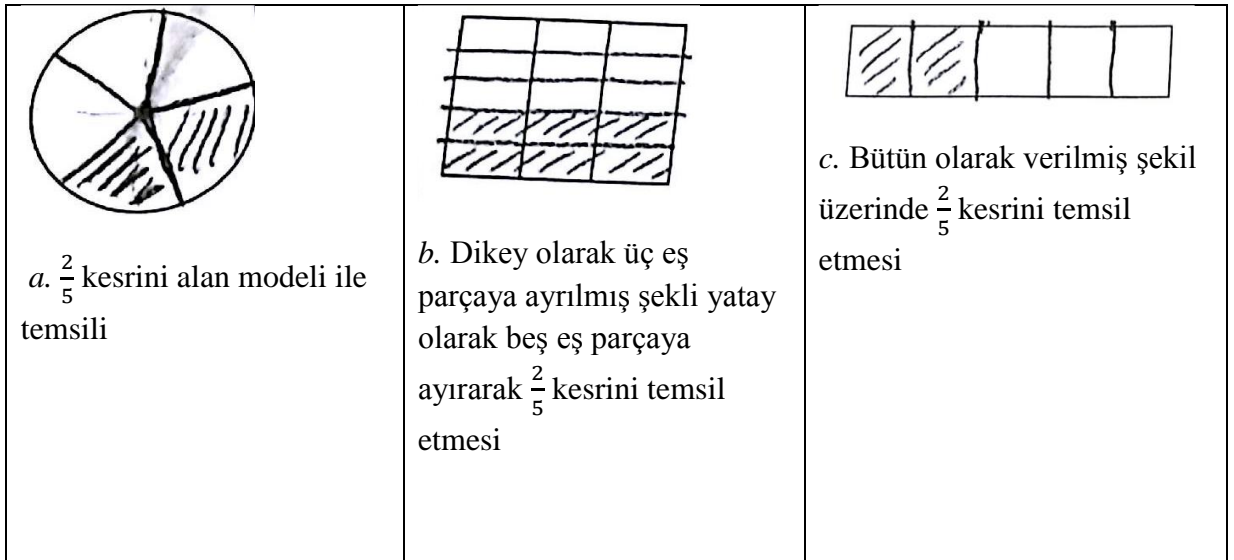 a. 2/5 kesrini alan modeli ile
temsili
b. Dikey olarak üç eş
parçaya ayrılmış şekli yatay
olarak beş eş parçaya
ayırarak 2/5 kesrini temsil
etmesi
c. Bütün olarak verilmiş şekil
üzerinde 2/5 kesrini temsil
etmesi